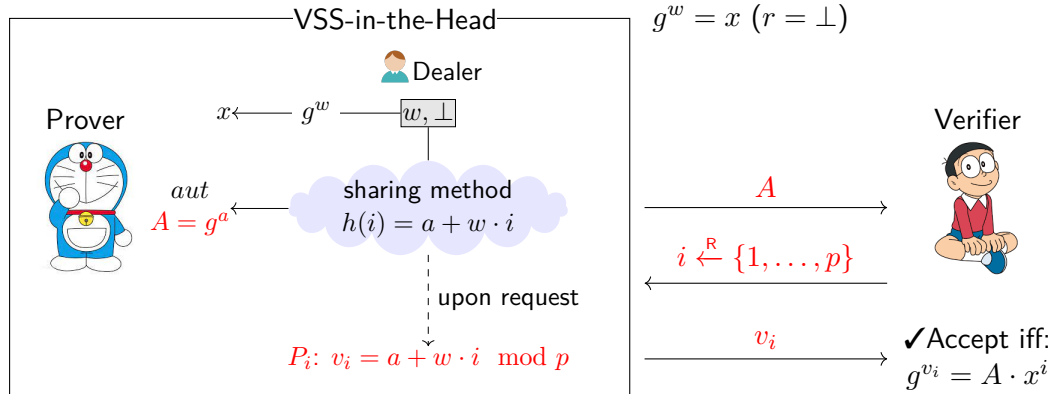 VSS-in-the-Head
g^w = x (r = ⊥)
Dealer
x ← g^w — w, ⊥
Prover
Verifier
sharing method
h(i) = a + w · i
aut
A = g^a
A
i ←^R {1, . . . , p}
upon request
P_i: v_i = a + w · i mod p
v_i
✓Accept iff:
g^{v_i} = A · x^i